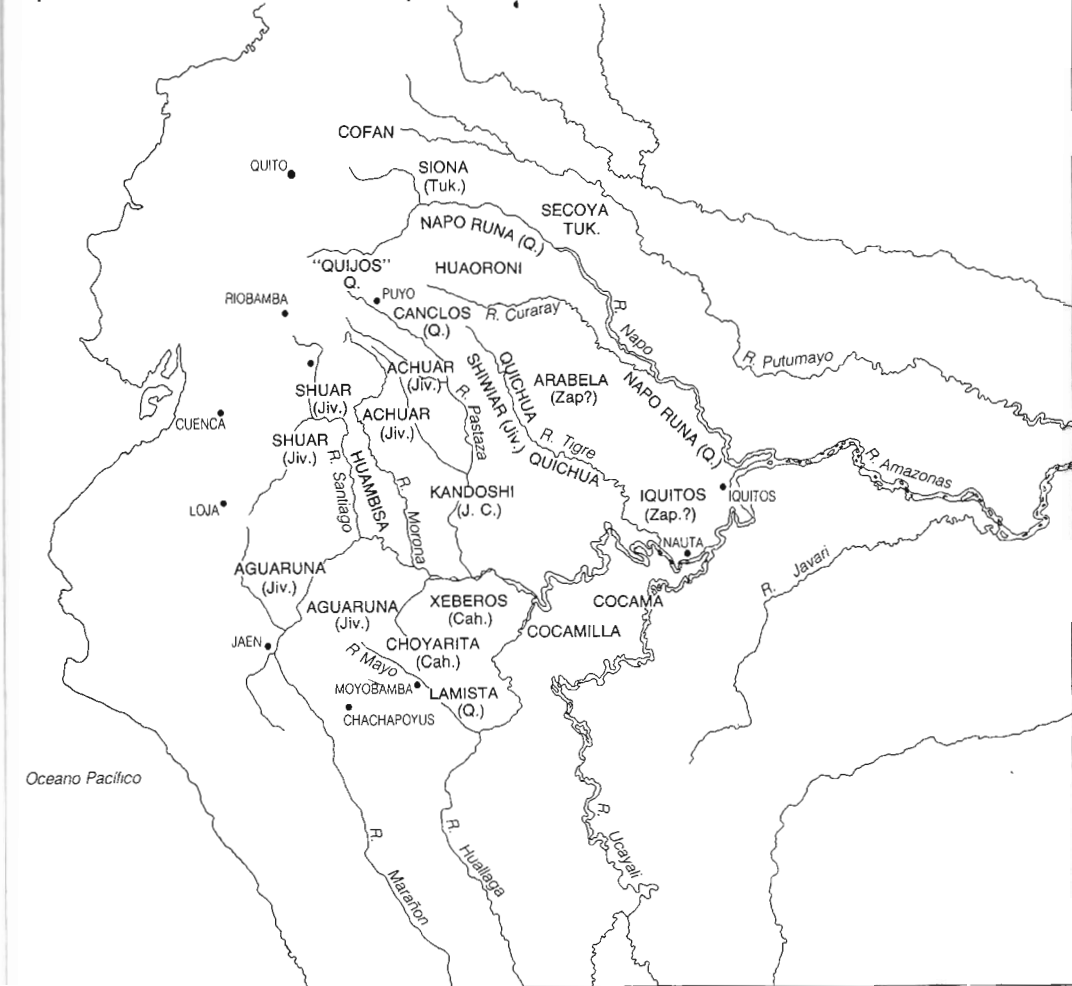 COFAN
QUITO
SIONA
(Tuk.)
SECOYA
TUK.
NAPO RUNA (Q.)
"QUIJOS"
Q.
HUAORONI
PUYO
RIOBAMBA
CANCLOS
(Q.)
R. Curaray
R. Napo
R. Putumayo
ACHUAR
(Jiv.)
SHIWIAR (Jiv.)
QUICHUA
ARABELA
(Zap?)
NAPO RUNA (Q.)
SHUAR
(Jiv.)
ACHUAR
(Jiv.)
R. Pastaza
CUENCA
SHUAR
(Jiv.)
R. Tigre
QUICHUA
R. Amazonas
HUAMBISA
R. Santiago
R. Morona
KANDOSHI
(J. C.)
IQUITOS
(Zap.?)
IQUITOS
LOJA
NAUTA
R. Javari
AGUARUNA
(Jiv.)
AGUARUNA
(Jiv.)
XEBEROS
(Cah.)
COCAMA
COCAMILLA
JAEN
CHOYARITA
(Cah.)
R Mayo
MOYOBAMBA
LAMISTA
(Q.)
CHACHAPOYUS
Oceano Pacífico
R. Marañon
R. Huallaga
R. Ucayali